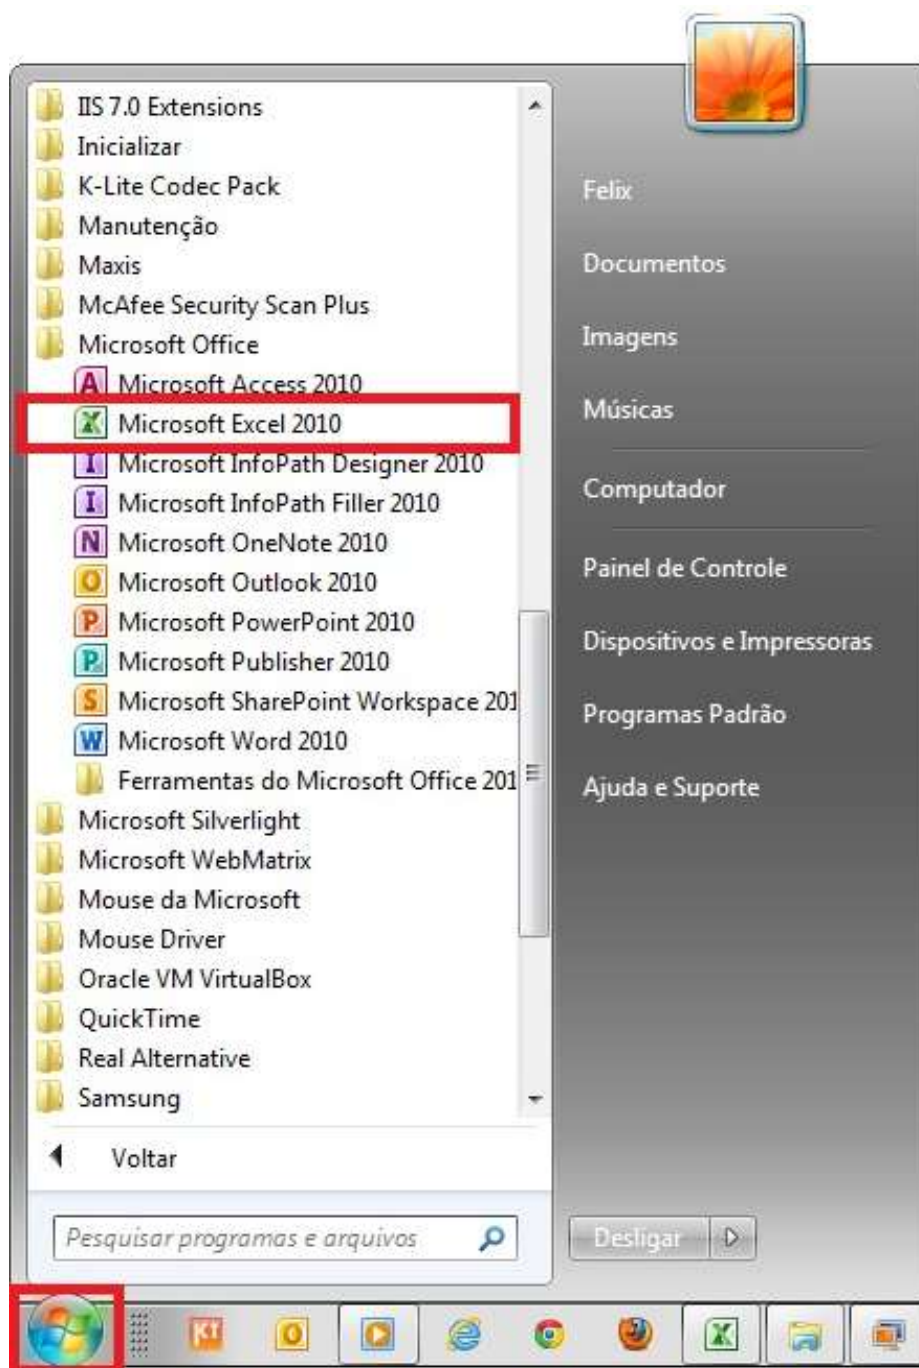 IIS 7.0 Extensions
Inicializar
K-Lite Codec Pack
Manutenção
Maxis
McAfee Security Scan Plus
Microsoft Office
A Microsoft Access 2010
Microsoft Excel 2010
I Microsoft InfoPath Designer 2010
I Microsoft InfoPath Filler 2010
N Microsoft OneNote 2010
O Microsoft Outlook 2010
P Microsoft PowerPoint 2010
P Microsoft Publisher 2010
S Microsoft SharePoint Workspace 201
W Microsoft Word 2010
Ferramentas do Microsoft Office 201
Microsoft Silverlight
Microsoft WebMatrix
Mouse da Microsoft
Mouse Driver
Oracle VM VirtualBox
QuickTime
Real Alternative
Samsung
Voltar
Pesquisar programas e arquivos
Felix
Documentos
Imagens
Músicas
Computador
Painel de Controle
Dispositivos e Impressoras
Programas Padrão
Ajuda e Suporte
Desligar
KI
O